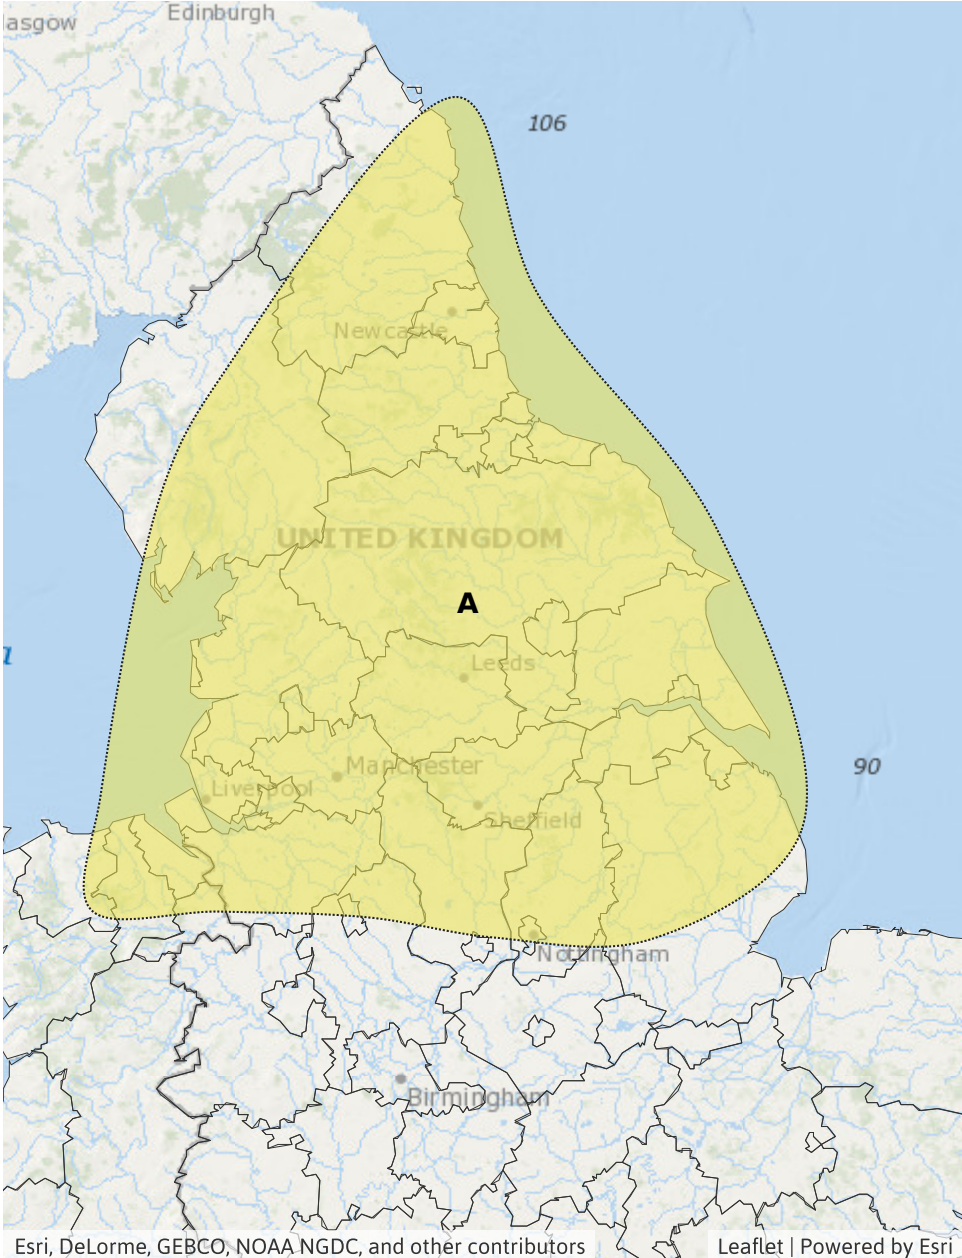 Edinburgh
asgow
106
Newcastle
UNITED KINGDOM
A
Leeds
90
Manchester
Liverpool
Sheffield
Nottingham
Birmingham
Esri, DeLorme, GEBCO, NOAA NGDC, and other contributors
Leaflet | Powered by Esri